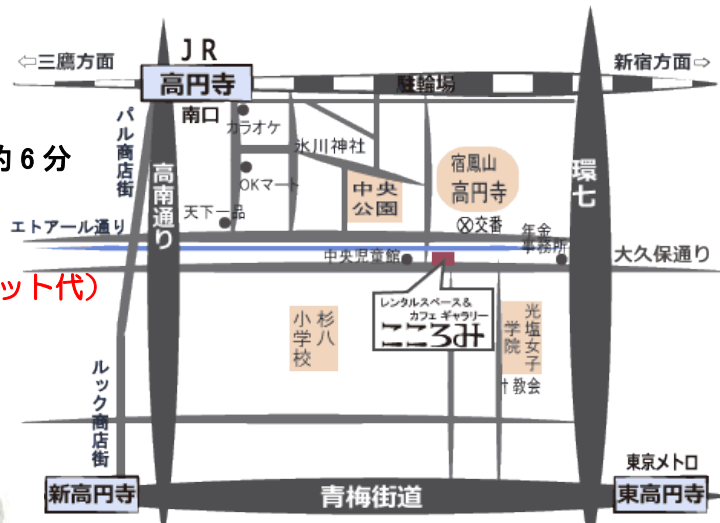 JR
⇦三鷹方面
新宿方面⇨
高円寺
駐輪場
南口
パル商店街
カラオケ
氷川神社
約6分
宿鳳山
高円寺
環七
高南通り
OKマート
中央
公園
天下一品
交番
エトアール通り
年金
事務所
中央児童館
大久保通り
ット代）
レンタルスペース&
カフェ ギャラリー
こころみ
杉八
小学校
光塩女子
学院
教会
ルック商店街
東京メトロ
新高円寺
青梅街道
東高円寺